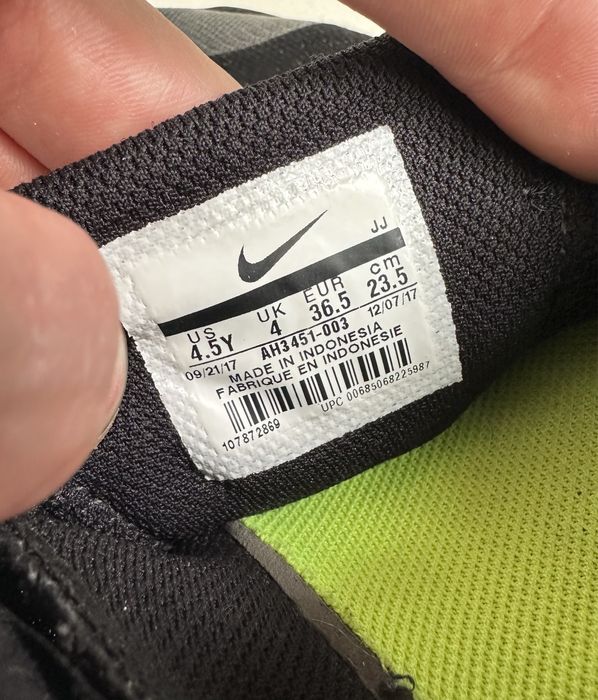 JJ
US UK EUR cm
4.5Y 4 36.5 23.5
09/21/17 AH3451-003 12/07/17
MADE IN INDONESIA
FABRIQUE EN INDONESIE
107872869 UPC 00685068225987